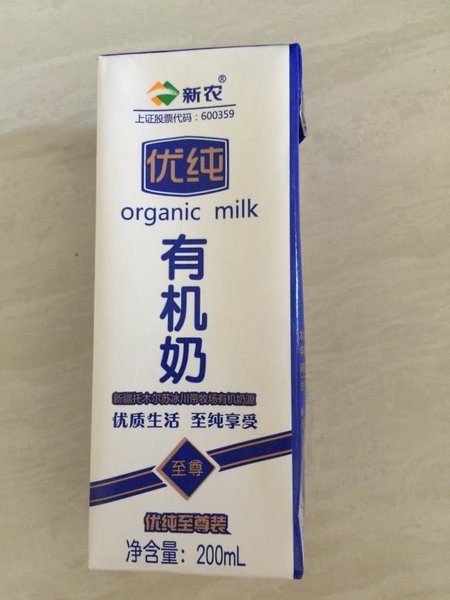 新农®
上证股票代码：600359
优纯
organic milk
有机奶
新疆托木尔苏冰川带牧场有机奶源
优质生活 至纯享受
至尊
优纯至尊装
净含量：200mL